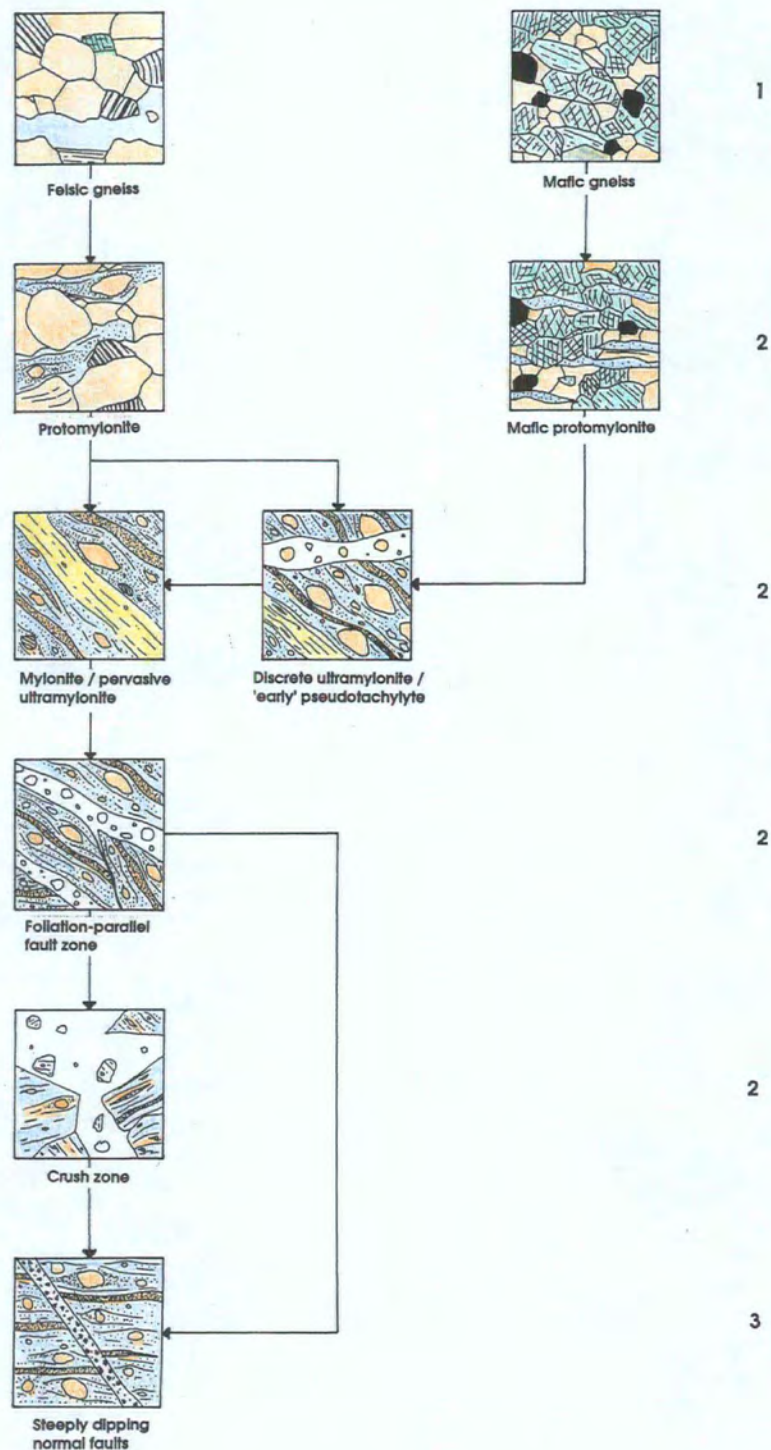 Felsic gneiss
Mafic gneiss
1
Protomylonite
Mafic protomylonite
2
Mylonite / pervasive
ultramylonite
Discrete ultramylonite /
'early' pseudotachylyte
2
Foliation-parallel
fault zone
2
Crush zone
2
Steeply dipping
normal faults
3